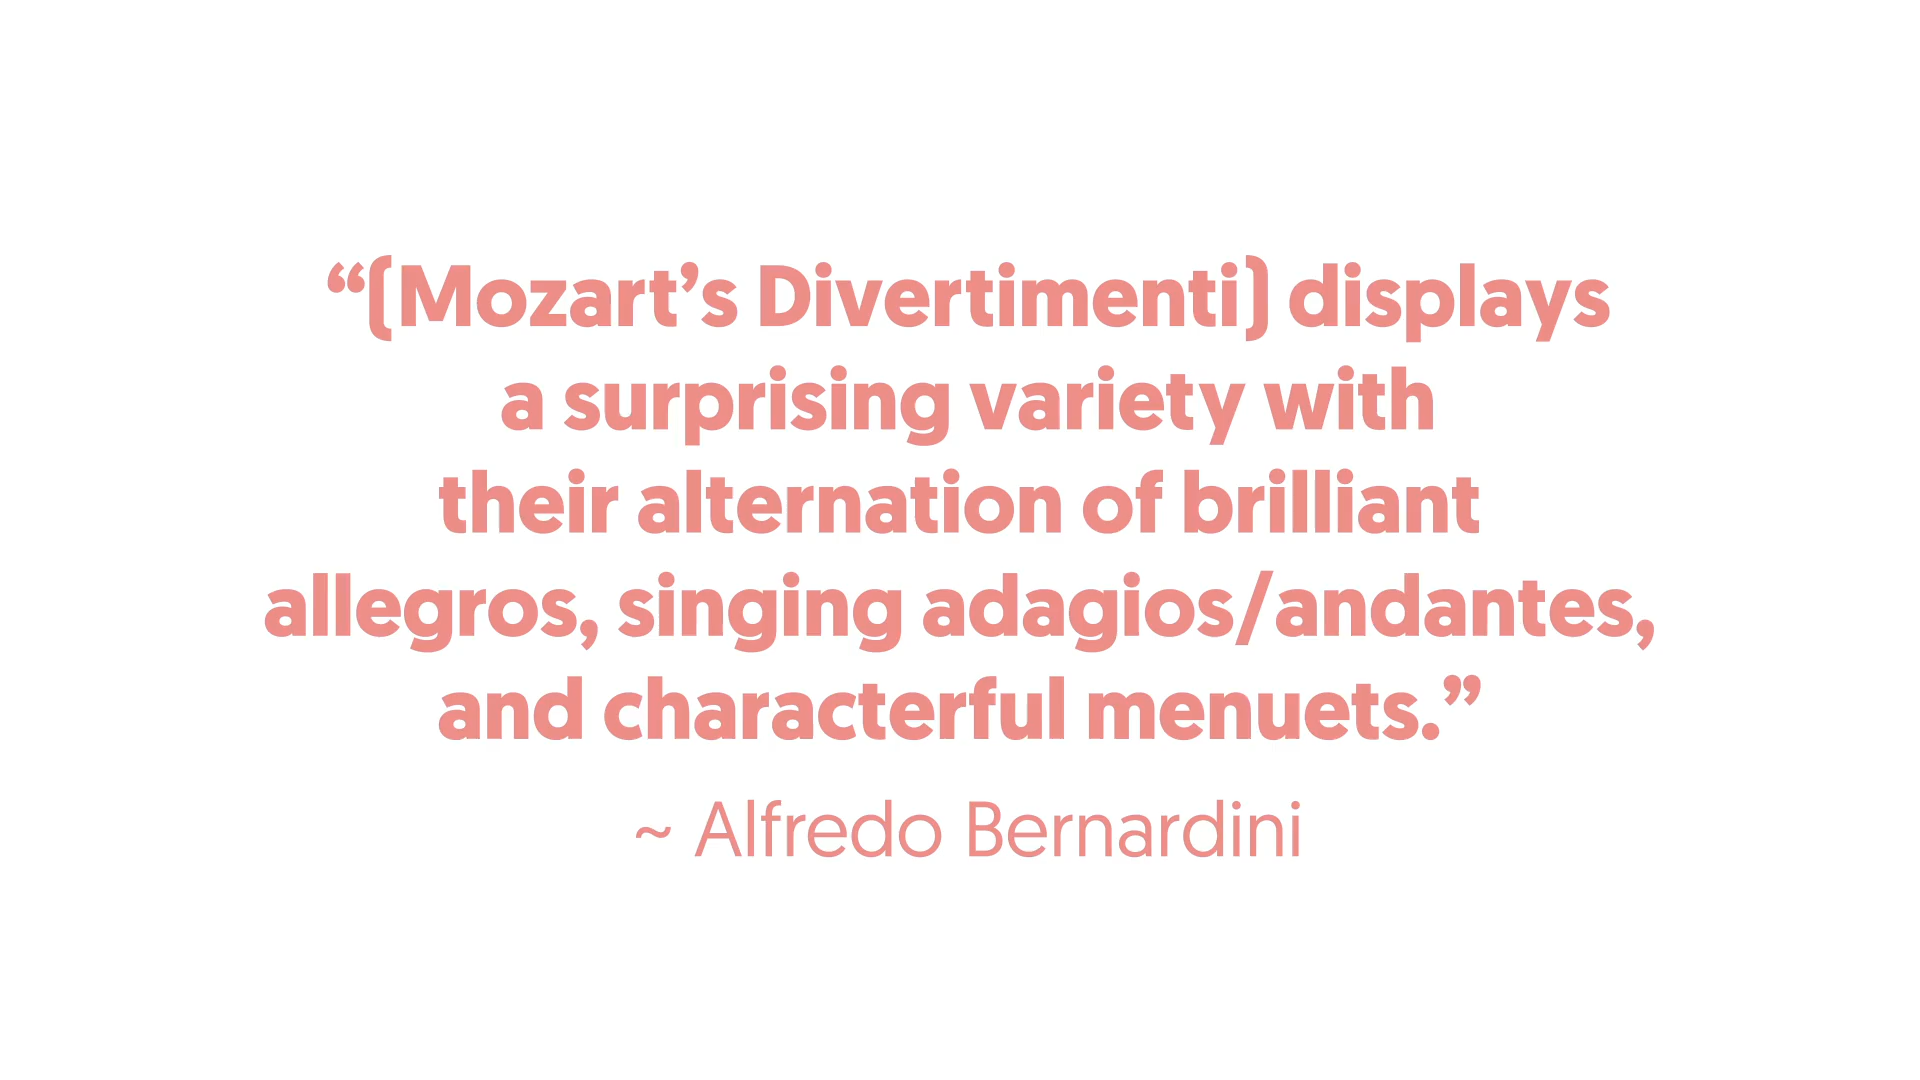 “(Mozart’s Divertimenti) displays
a surprising variety with
their alternation of brilliant
allegros, singing adagios/andantes,
and characterful menuets.”
~ Alfredo Bernardini